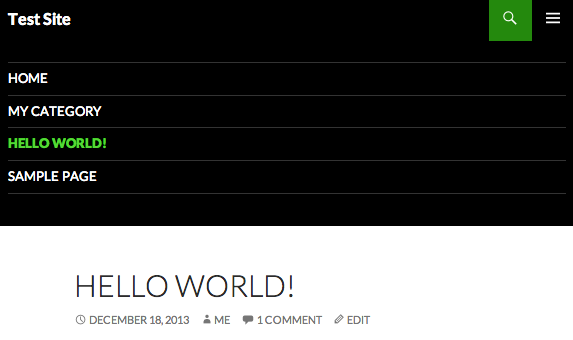 Test Site
HOME
MY CATEGORY
HELLO WORLD!
SAMPLE PAGE
HELLO WORLD!
DECEMBER 18, 2013 ME 1 COMMENT EDIT